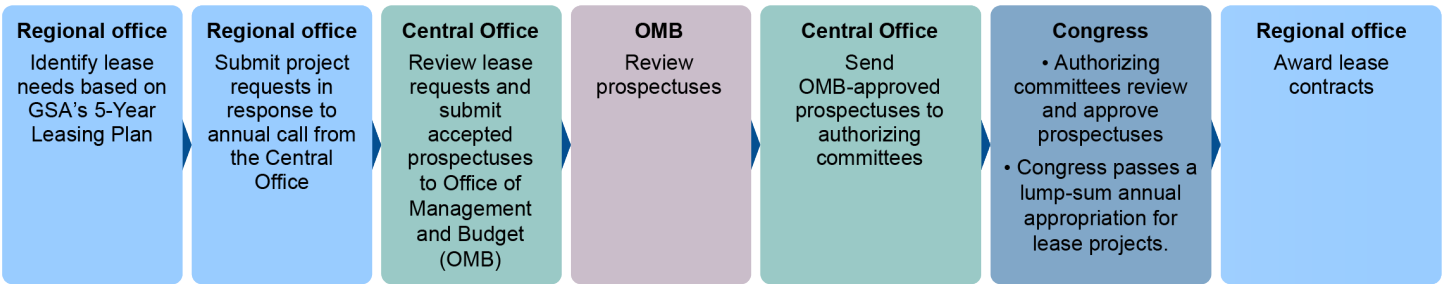 Regional office
Identify lease
needs based on
GSA's 5-Year
Leasing Plan
Regional office
Submit project
requests in
response to
annual call from
the Central
Office
Central Office
Review lease
requests and
submit
accepted
prospectuses
to Office of
Management
and Budget
(OMB)
OMB
Review
prospectuses
Central Office
Send
OMB-approved
prospectuses to
authorizing
committees
Congress
• Authorizing
committees review
and approve
prospectuses
• Congress passes a
lump-sum annual
appropriation for
lease projects.
Regional office
Award lease
contracts